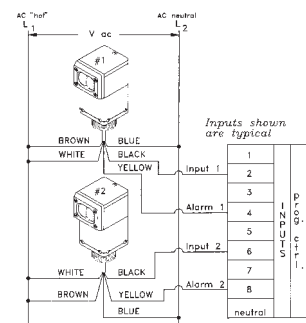 AC "hot"
L1
AC neutral
L2
V ac
#1
BROWN
BLUE
WHITE
BLACK
YELLOW
#2
WHITE
BLACK
BROWN
YELLOW
BLUE
Inputs shown
are typical
Input 1
Alarm 1
Input 2
Alarm 2
1
2
3
4
5
6
7
8
neutral
INPUTS
prog. ctrl.